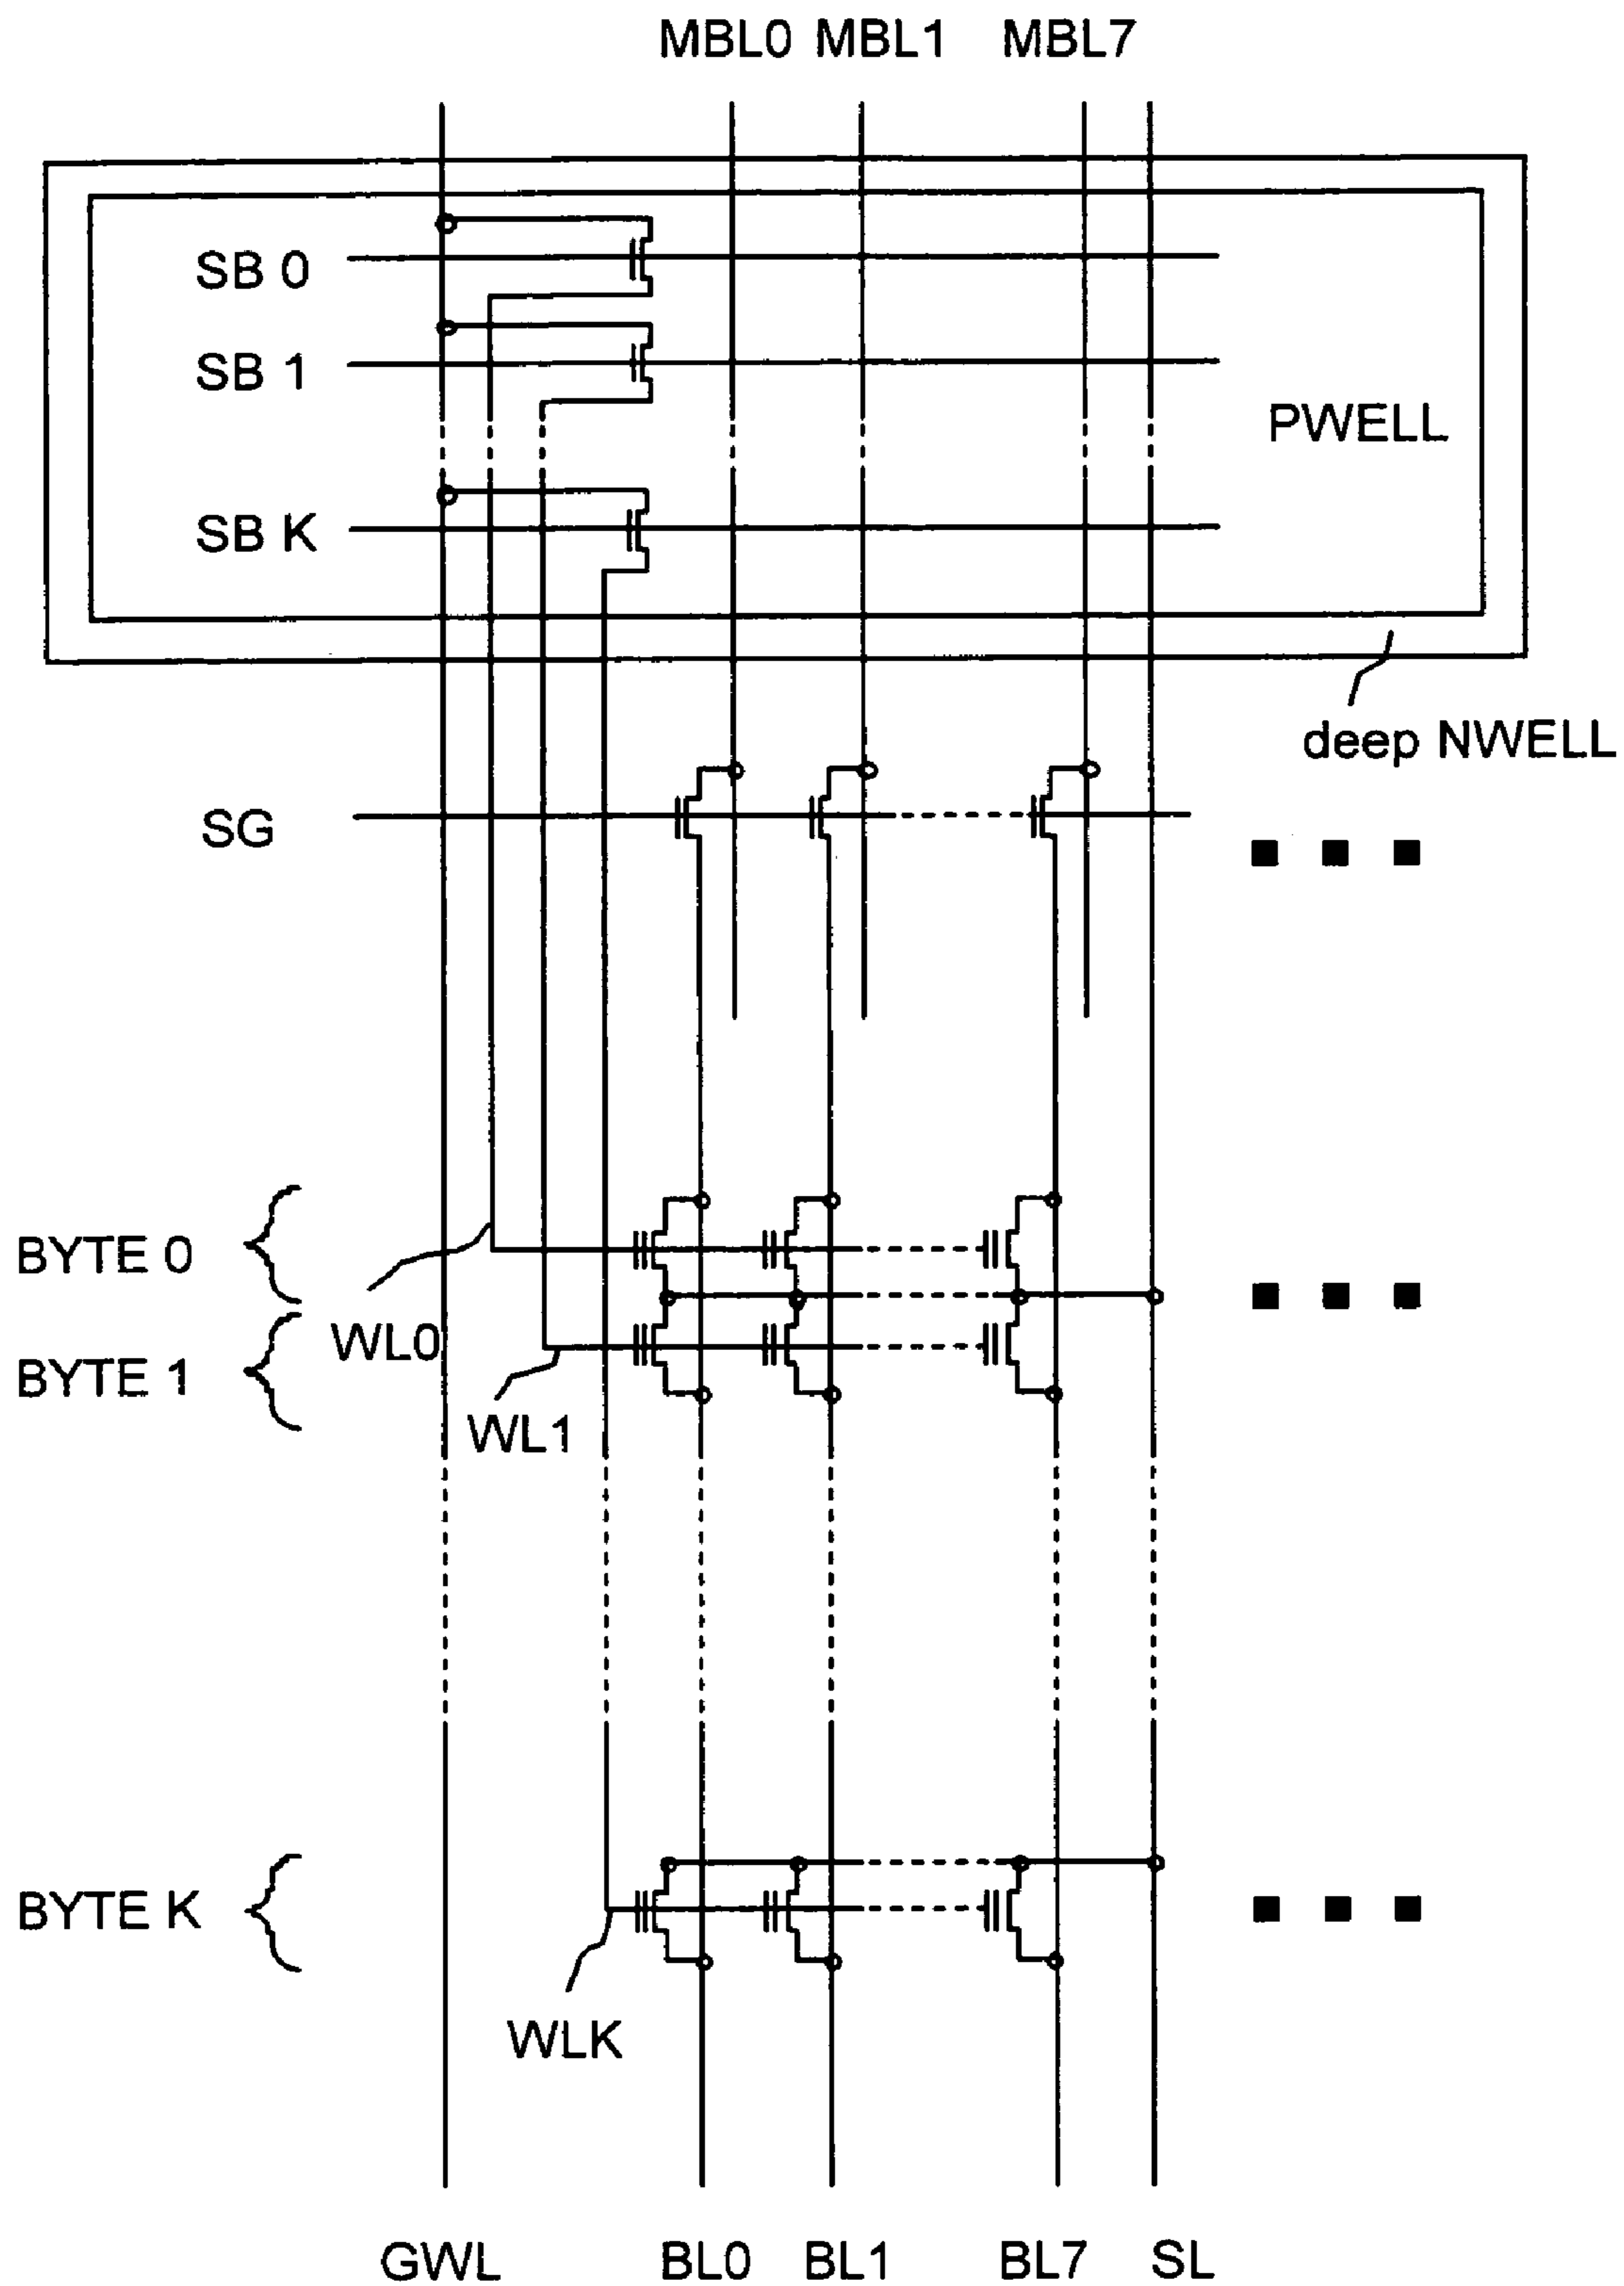 MBL0 MBL1 MBL7
SB 0
SB 1
PWELL
SB K
deep NWELL
SG
BYTE 0
WL0
BYTE 1
WL1
BYTE K
WLK
GWL BL0 BL1 BL7 SL